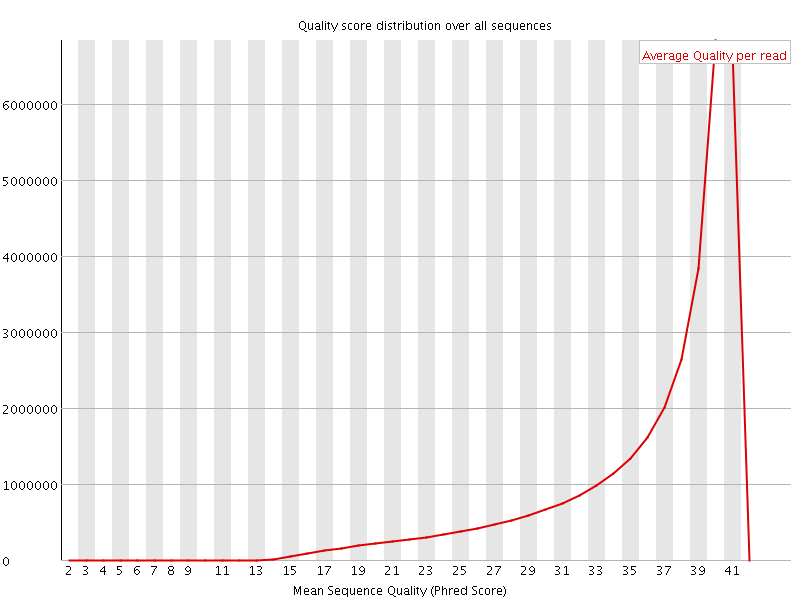 Quality score distribution over all sequences
Average Quality per read
6000000
5000000
4000000
3000000
2000000
1000000
0
2 3 4 5 6 7 8 9 11 13 15 17 19 21 23 25 27 29 31 33 35 37 39 41
Mean Sequence Quality (Phred Score)